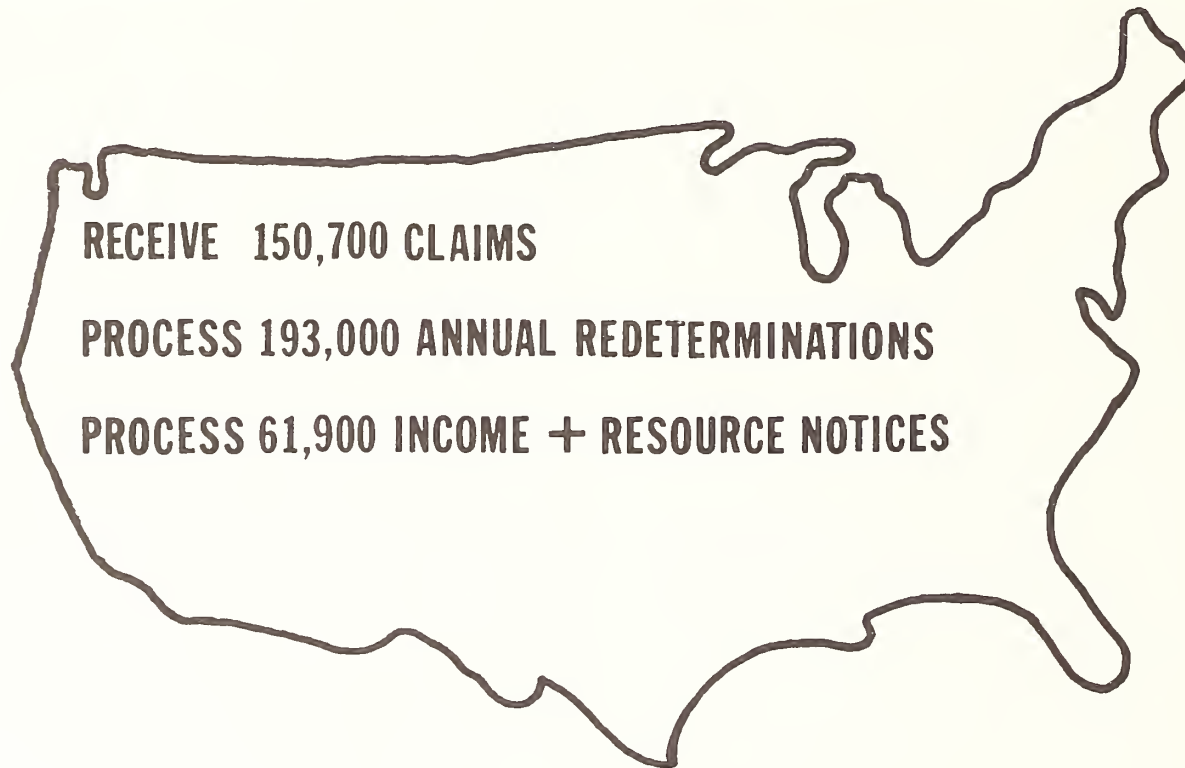 RECEIVE 150,700 CLAIMS
PROCESS 193,000 ANNUAL REDETERMINATIONS
PROCESS 61,900 INCOME + RESOURCE NOTICES